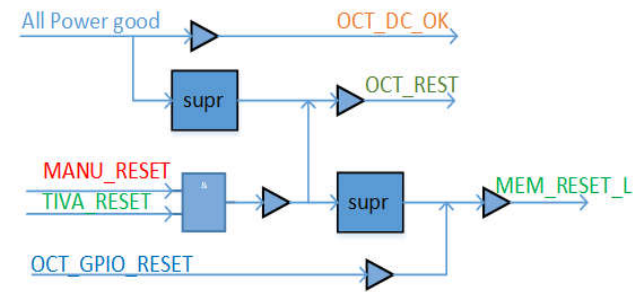 All Power good
OCT_DC_OK
supr
OCT_REST
MANU_RESET
&
TIVA_RESET
supr
MEM_RESET_L
OCT_GPIO_RESET